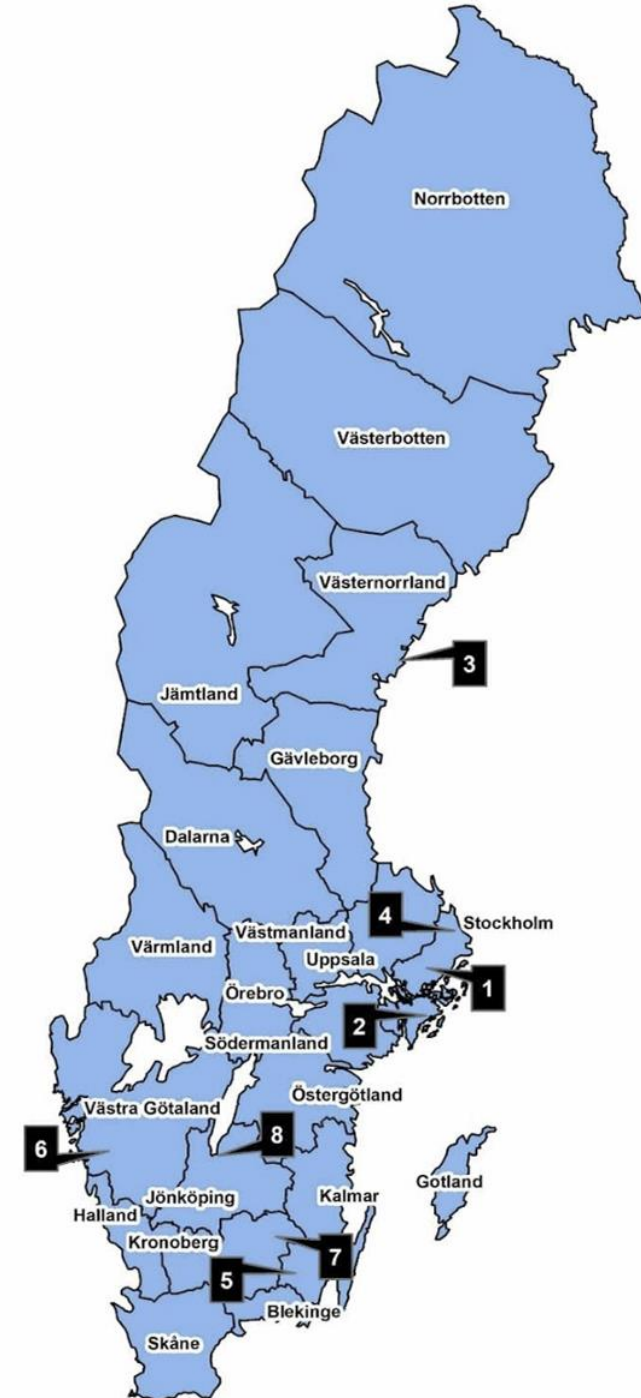 Norrbotten
Västerbotten
Västernorrland
3
Jämtland
Gävleborg
Dalarna
4
Stockholm
Västmanland
Värmland
Uppsala
1
Örebro
2
Södermanland
Östergötland
Västra Götaland
8
6
Gotland
Jönköping
Kalmar
Halland
Kronoberg
7
5
Blekinge
Skåne